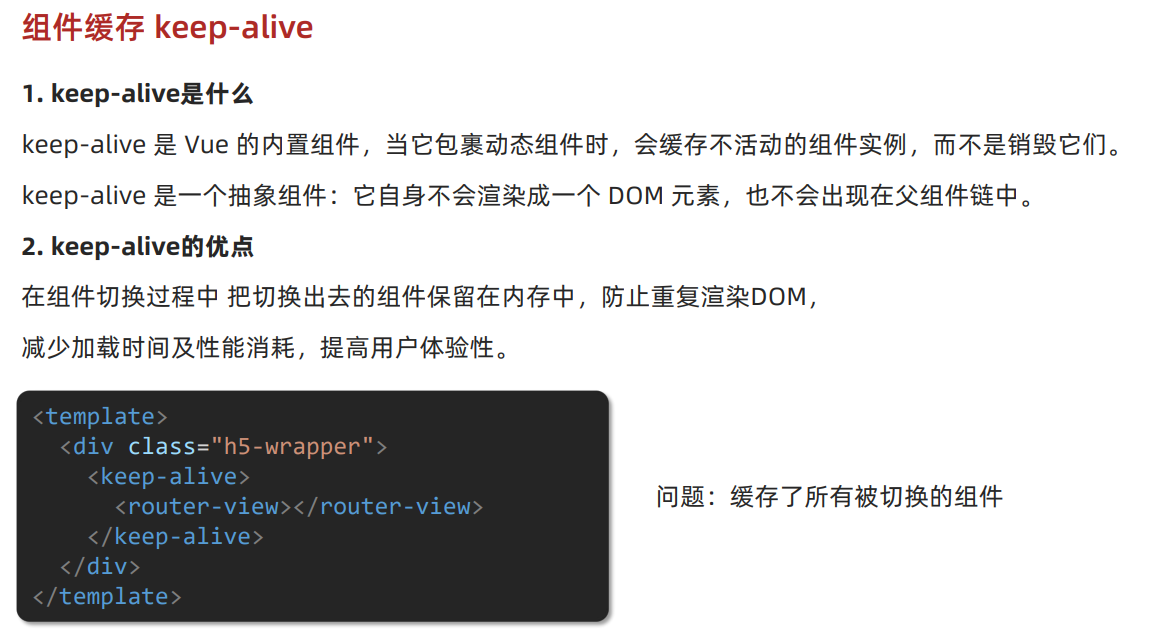 组件缓存 keep-alive
1. keep-alive是什么
keep-alive 是 Vue 的内置组件，当它包裹动态组件时，会缓存不活动的组件实例，而不是销毁它们。
keep-alive 是一个抽象组件：它自身不会渲染成一个 DOM 元素，也不会出现在父组件链中。
2. keep-alive的优点
在组件切换过程中 把切换出去的组件保留在内存中，防止重复渲染DOM，
减少加载时间及性能消耗，提高用户体验性。
<template>
  <div class="h5-wrapper">
    <keep-alive>
      <router-view></router-view>
    </keep-alive>
  </div>
</template>
问题：缓存了所有被切换的组件